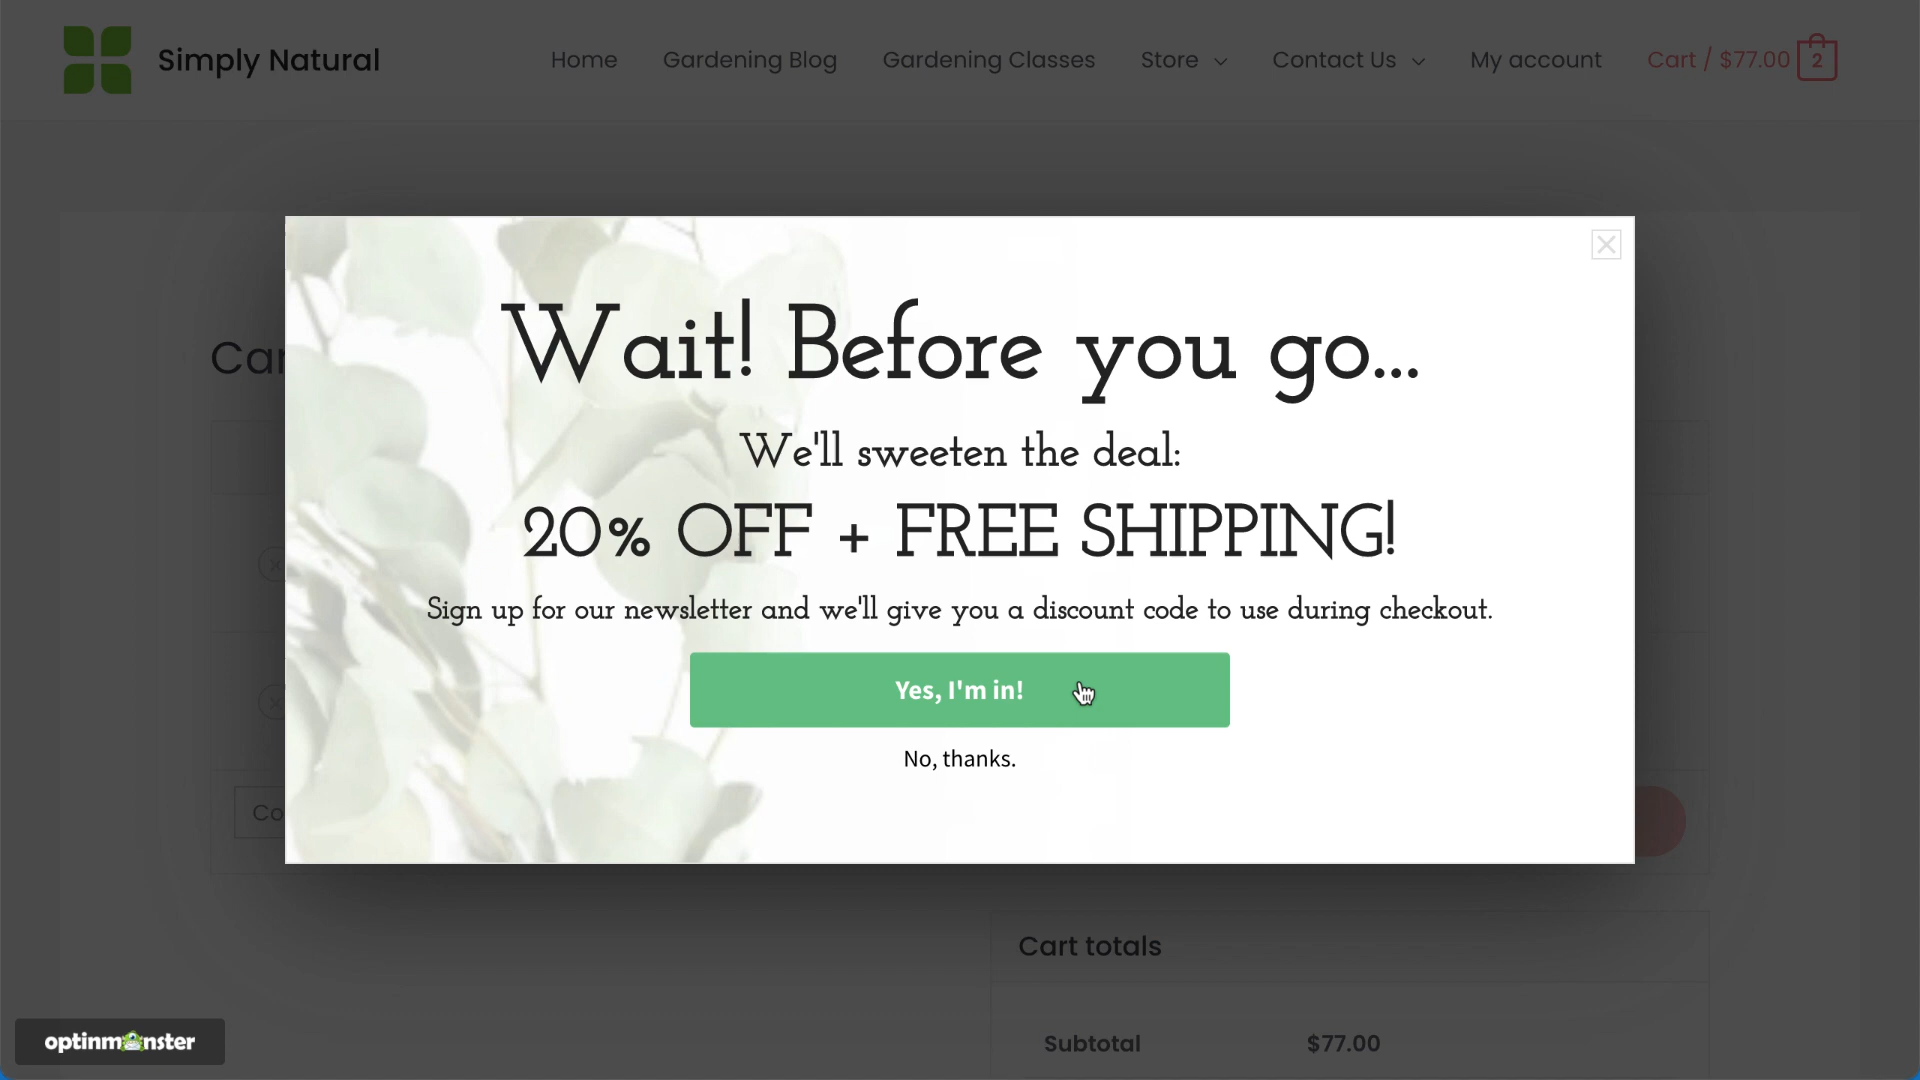 Simply Natural
Home
Gardening Blog
Gardening Classes
Store
Contact Us
My account
Cart / $77.00
2
Wait! Before you go...
We'll sweeten the deal:
20% OFF + FREE SHIPPING!
Sign up for our newsletter and we'll give you a discount code to use during checkout.
Yes, I'm in!
No, thanks.
Cart totals
Subtotal
$77.00
optinmonster